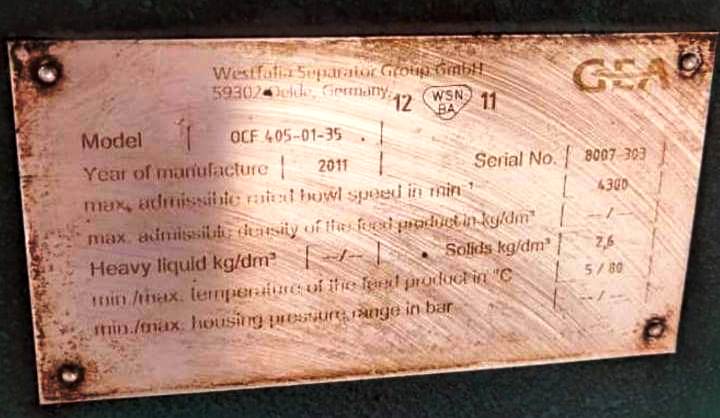 Westfalia Separator Group GmbH
GEA
59302 Oelde, Germany
12 WSN BA 11
Model OCF 405-01-35
Year of manufacture 2011 Serial No. 8007-303
max. admissible rated bowl speed in min⁻¹ 4300
max. admissible density of the feed product in kg/dm³ --/--
Heavy liquid kg/dm³ --/-- Solids kg/dm³ 2,6
min./max. temperature of the feed product in °C 5 / 80
min./max. housing pressure range in bar --/--